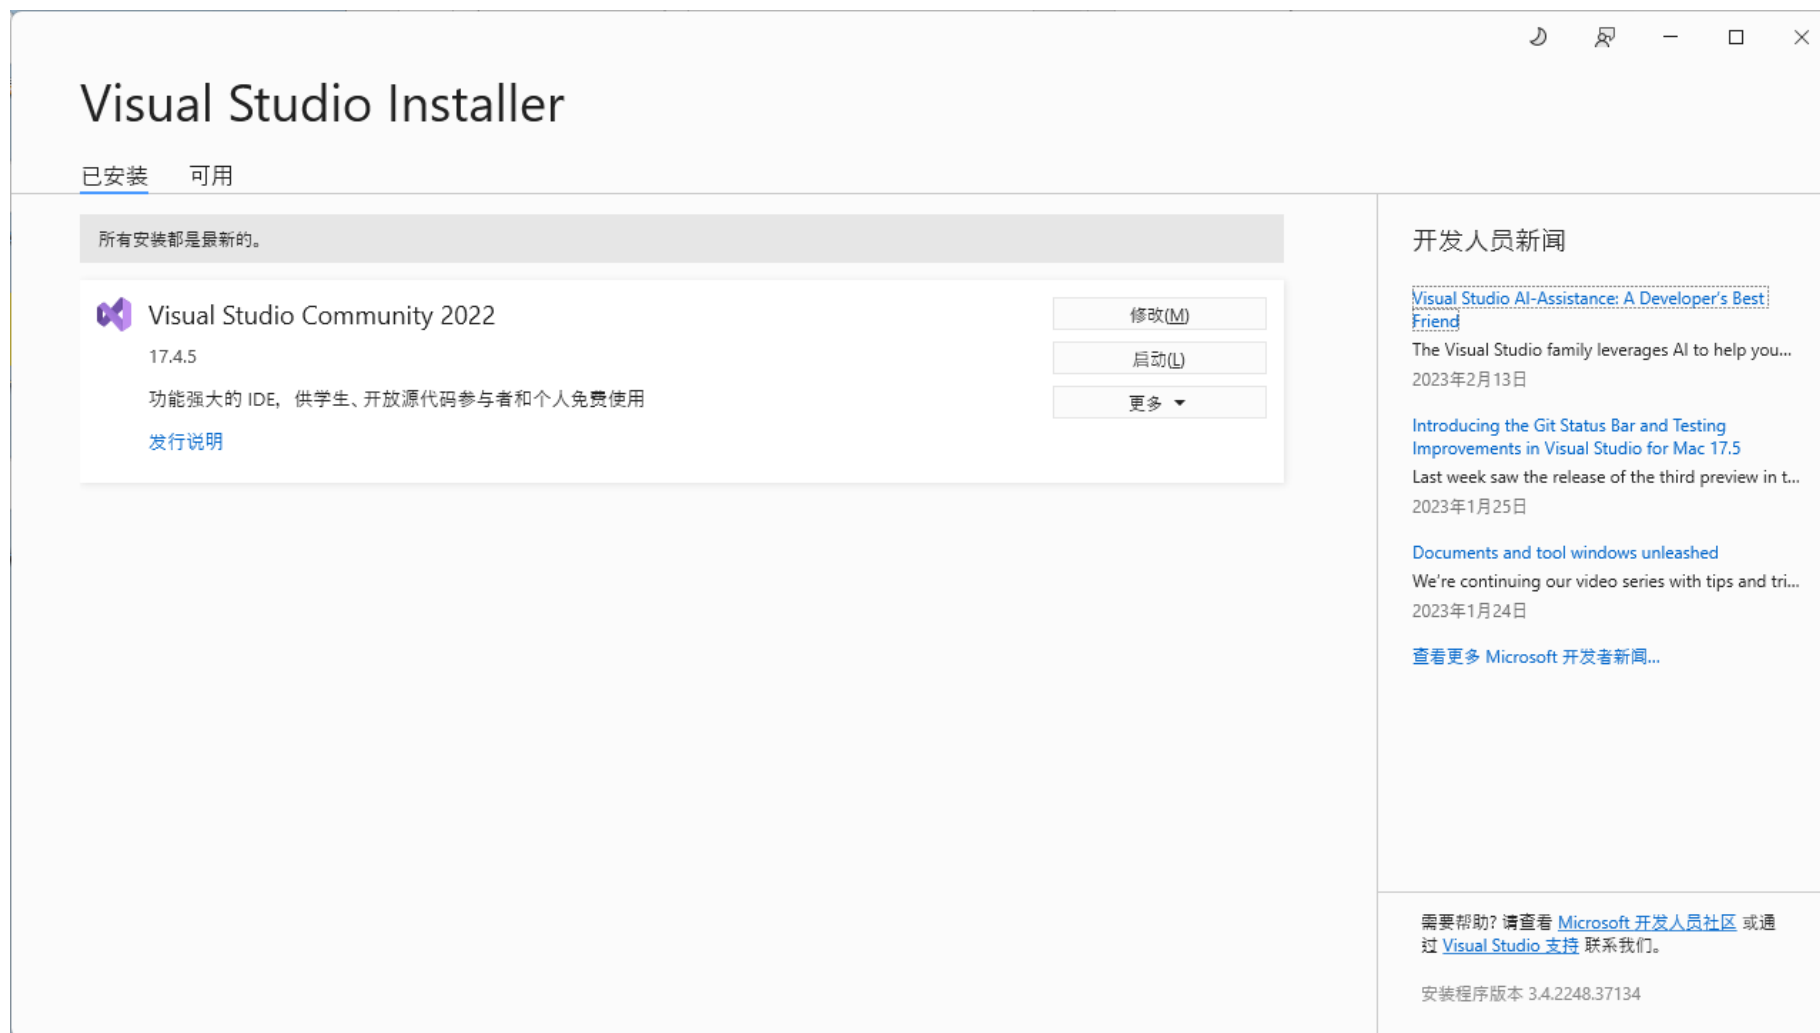 Visual Studio Installer
已安装
可用
所有安装都是最新的。
Visual Studio Community 2022
17.4.5
功能强大的 IDE，供学生、开放源代码参与者和个人免费使用
发行说明
修改(M)
启动(L)
更多
开发人员新闻
Visual Studio AI-Assistance: A Developer's Best
Friend
The Visual Studio family leverages AI to help you...
2023年2月13日
Introducing the Git Status Bar and Testing
Improvements in Visual Studio for Mac 17.5
Last week saw the release of the third preview in t...
2023年1月25日
Documents and tool windows unleashed
We're continuing our video series with tips and tri...
2023年1月24日
查看更多 Microsoft 开发者新闻...
需要帮助? 请查看 Microsoft 开发人员社区 或通
过 Visual Studio 支持 联系我们。
安装程序版本 3.4.2248.37134